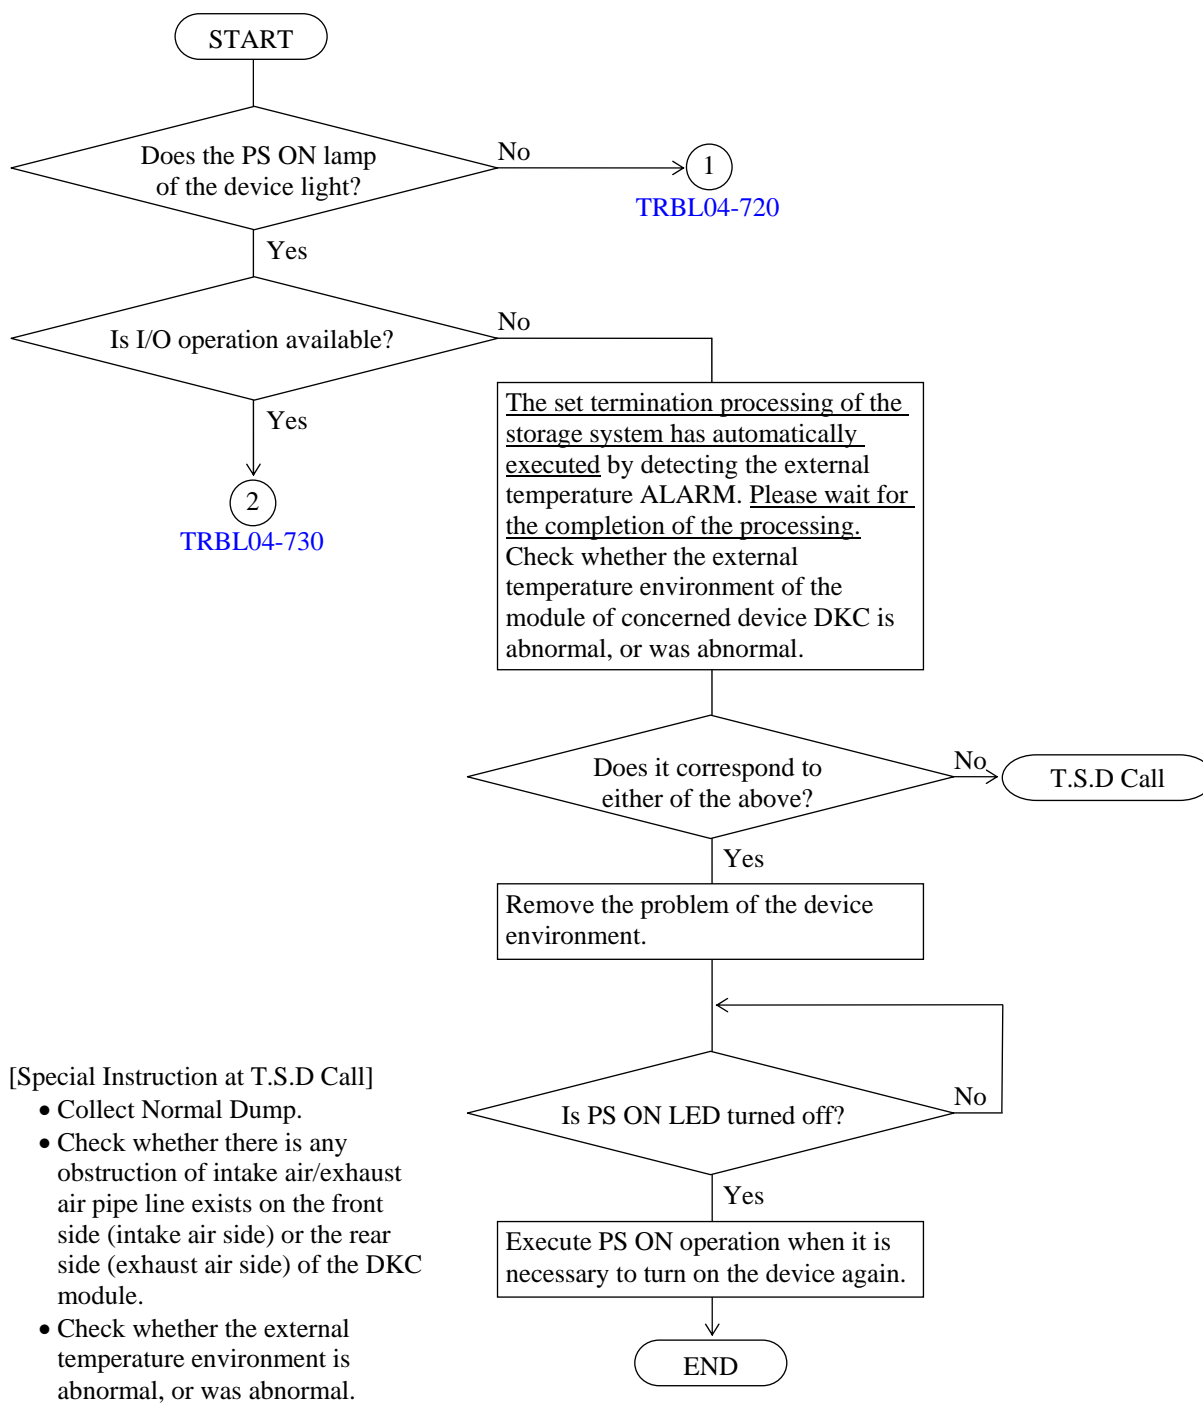 START
Does the PS ON lamp
of the device light?
No
1
TRBL04-720
Yes
Is I/O operation available?
No
Yes
2
TRBL04-730
The set termination processing of the
storage system has automatically
executed by detecting the external
temperature ALARM. Please wait for
the completion of the processing.
Check whether the external
temperature environment of the
module of concerned device DKC is
abnormal, or was abnormal.
Does it correspond to
either of the above?
No
T.S.D Call
Yes
Remove the problem of the device
environment.
Is PS ON LED turned off?
No
Yes
Execute PS ON operation when it is
necessary to turn on the device again.
END
[Special Instruction at T.S.D Call]
• Collect Normal Dump.
• Check whether there is any
obstruction of intake air/exhaust
air pipe line exists on the front
side (intake air side) or the rear
side (exhaust air side) of the DKC
module.
• Check whether the external
temperature environment is
abnormal, or was abnormal.